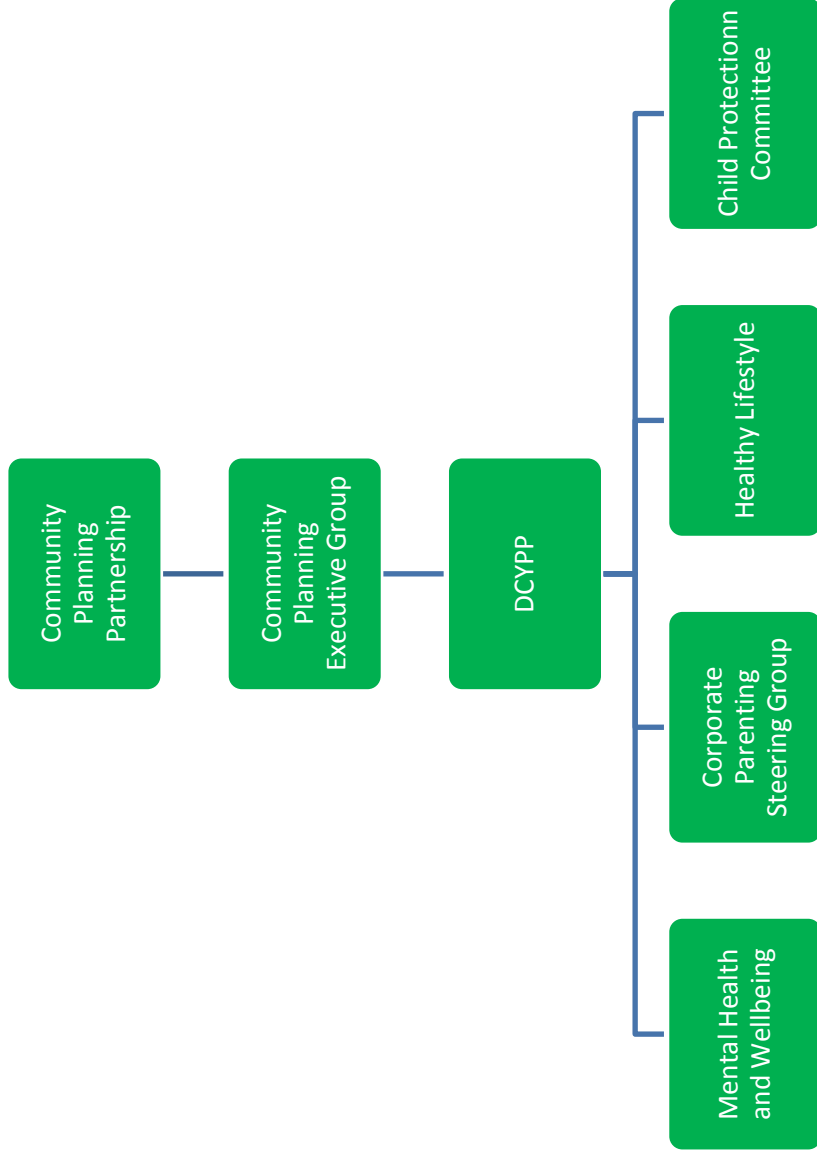 Community
Planning
Partnership
Community
Planning
Executive Group
DCYPP
Mental Health
and Wellbeing
Corporate
Parenting
Steering Group
Healthy Lifestyle
Child Protectionn
Committee